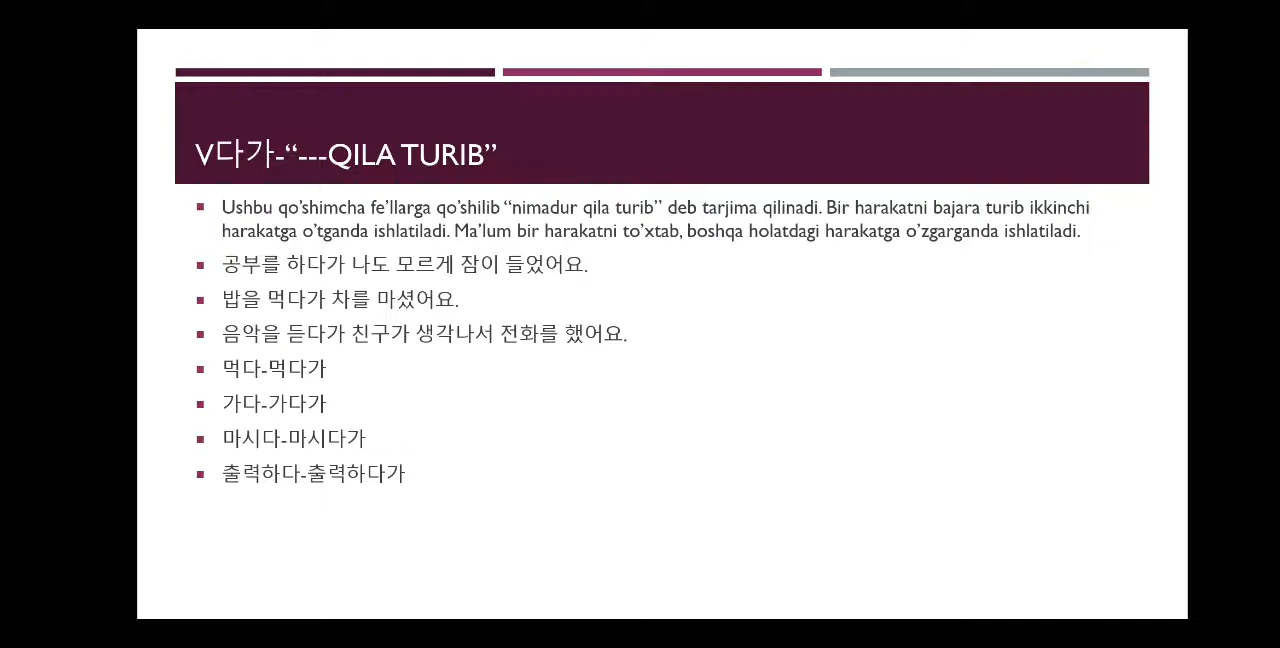 V다가-“---QILA TURIB”
Ushbu qo’shimcha fe’llarga qo’shilib “nimadur qila turib” deb tarjima qilinadi. Bir harakatni bajara turib ikkinchi
harakatga o’tganda ishlatiladi. Ma’lum bir harakatni to’xtab, boshqa holatdagi harakatga o’zgarganda ishlatiladi.
공부를 하다가 나도 모르게 잠이 들었어요.
밥을 먹다가 차를 마셨어요.
음악을 듣다가 친구가 생각나서 전화를 했어요.
먹다-먹다가
가다-가다가
마시다-마시다가
출력하다-출력하다가